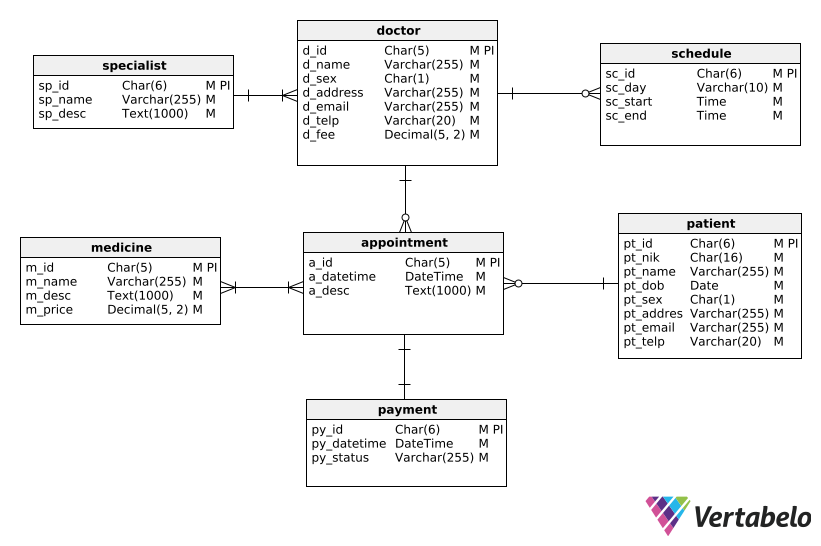 doctor
d_id Char(5) M PI
d_name Varchar(255) M
d_sex Char(1) M
d_address Varchar(255) M
d_email Varchar(255) M
d_telp Varchar(20) M
d_fee Decimal(5, 2) M
specialist
sp_id Char(6) M PI
sp_name Varchar(255) M
sp_desc Text(1000) M
schedule
sc_id Char(6) M PI
sc_day Varchar(10) M
sc_start Time M
sc_end Time M
medicine
m_id Char(5) M PI
m_name Varchar(255) M
m_desc Text(1000) M
m_price Decimal(5, 2) M
appointment
a_id Char(5) M PI
a_datetime DateTime M
a_desc Text(1000) M
patient
pt_id Char(6) M PI
pt_nik Char(16) M
pt_name Varchar(255) M
pt_dob Date M
pt_sex Char(1) M
pt_addres Varchar(255) M
pt_email Varchar(255) M
pt_telp Varchar(20) M
payment
py_id Char(6) M PI
py_datetime DateTime M
py_status Varchar(255) M
Vertabelo